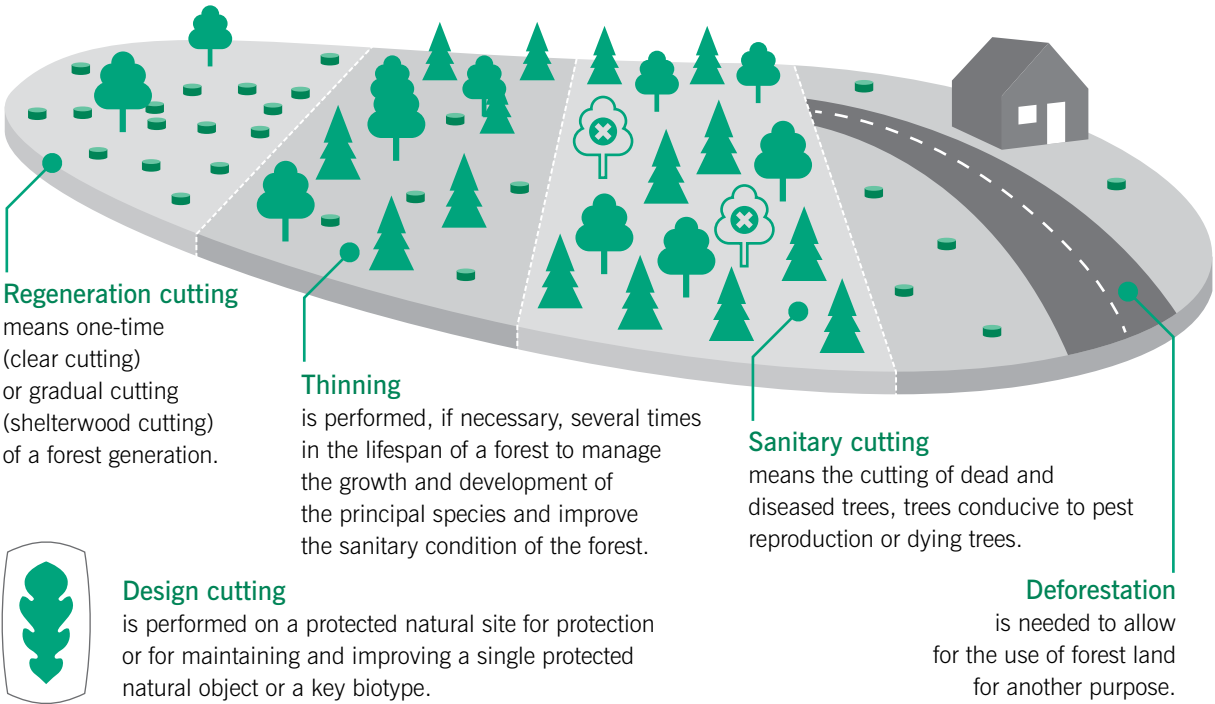 Regeneration cutting
means one-time
(clear cutting)
or gradual cutting
(shelterwood cutting)
of a forest generation.
Thinning
is performed, if necessary, several times
in the lifespan of a forest to manage
the growth and development of
the principal species and improve
the sanitary condition of the forest.
Sanitary cutting
means the cutting of dead and
diseased trees, trees conducive to pest
reproduction or dying trees.
Design cutting
is performed on a protected natural site for protection
or for maintaining and improving a single protected
natural object or a key biotype.
Deforestation
is needed to allow
for the use of forest land
for another purpose.